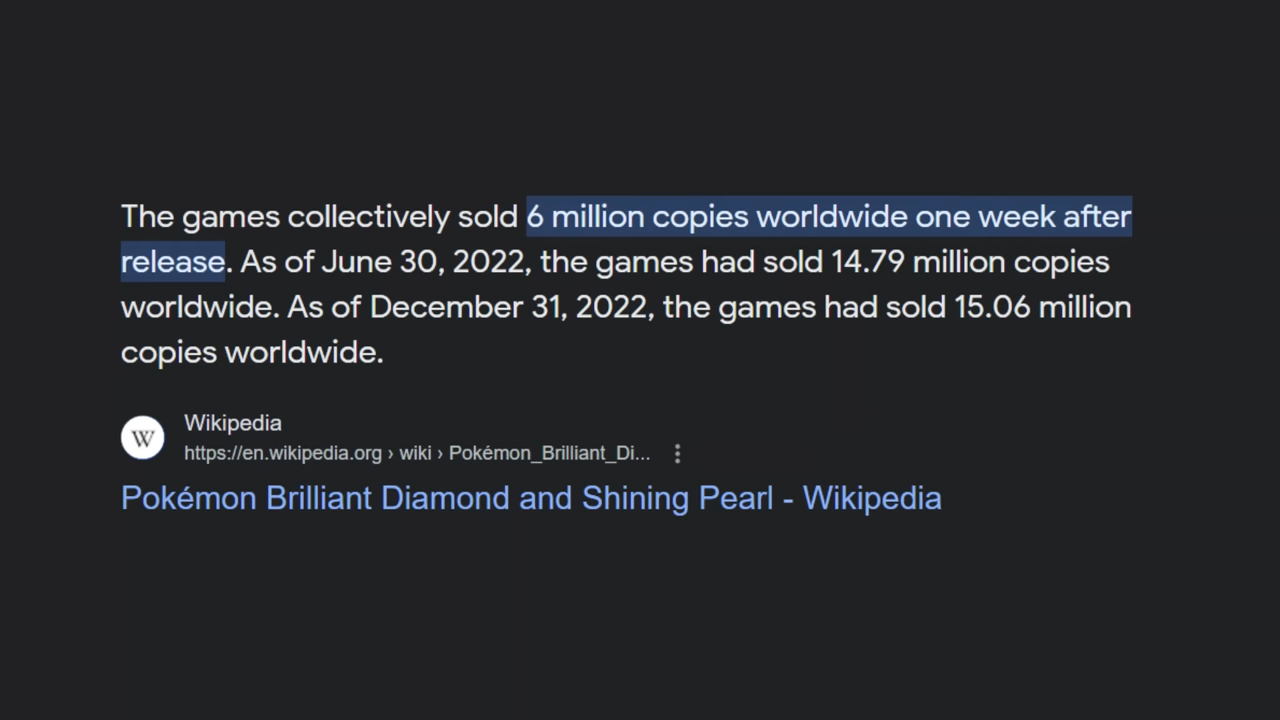 The games collectively sold 6 million copies worldwide one week after
release. As of June 30, 2022, the games had sold 14.79 million copies
worldwide. As of December 31, 2022, the games had sold 15.06 million
copies worldwide.
W
Wikipedia
https://en.wikipedia.org › wiki › Pokémon_Brilliant_Di...
Pokémon Brilliant Diamond and Shining Pearl - Wikipedia